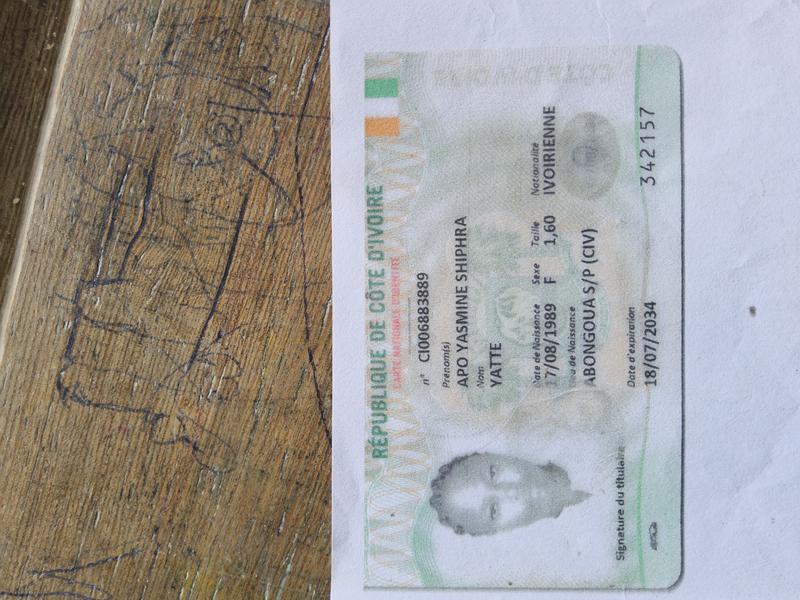 RÉPUBLIQUE DE CÔTE D'IVOIRE
CARTE NATIONALE D'IDENTITÉ
n° CI006883889
Prénom(s)
APO YASMINE SHIPHRA
Nom
YATTE
Date de Naissance Sexe Taille Nationalité
17/08/1989 F 1,60 IVOIRIENNE
Lieu de Naissance
ABONGOUA S/P (CIV)
Date d'expiration
18/07/2034
342157
Signature du titulaire
CÔTE D'IVOIRE